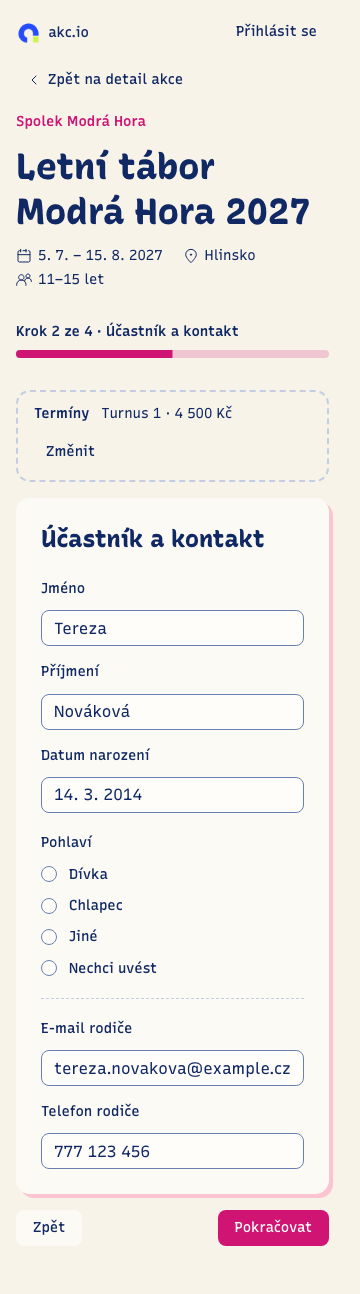 akc.io
Přihlásit se
Zpět na detail akce
Spolek Modrá Hora
Letní tábor
Modrá Hora 2027
5. 7. – 15. 8. 2027
Hlinsko
11–15 let
Krok 2 ze 4 · Účastník a kontakt
Termíny Turnus 1 · 4 500 Kč
Změnit
Účastník a kontakt
Jméno
Tereza
Příjmení
Nováková
Datum narození
14. 3. 2014
Pohlaví
Dívka
Chlapec
Jiné
Nechci uvést
E-mail rodiče
tereza.novakova@example.cz
Telefon rodiče
777 123 456
Zpět
Pokračovat